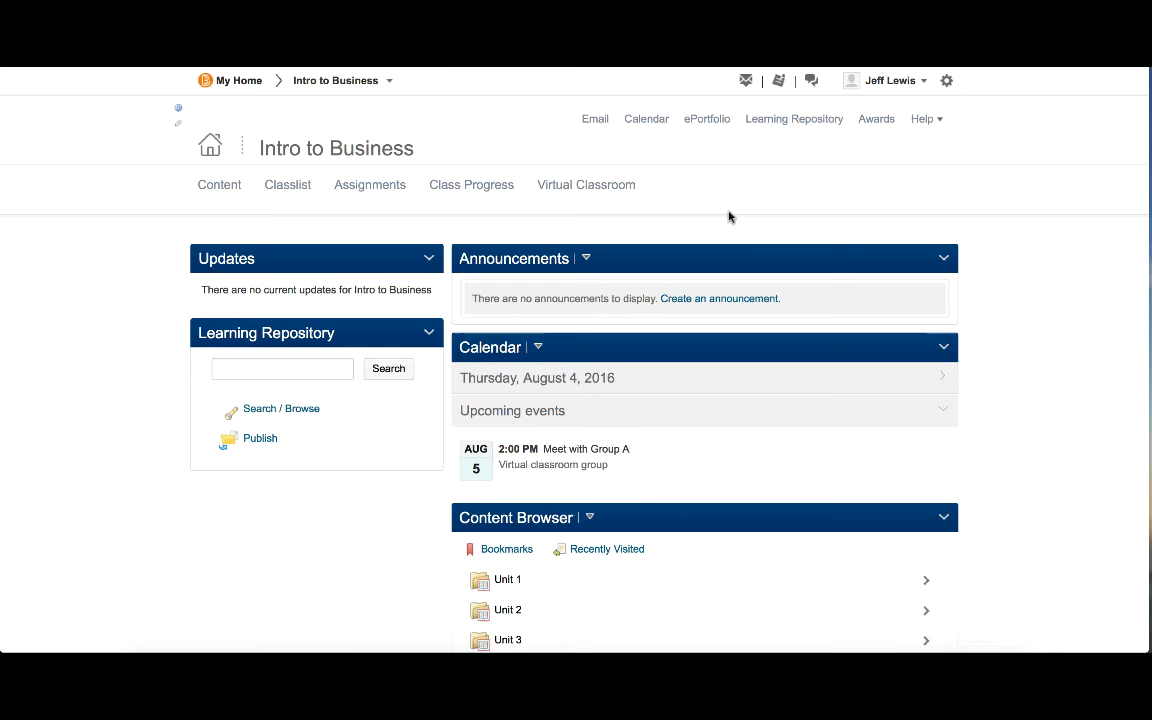 My Home Intro to Business Jeff Lewis
Email Calendar ePortfolio Learning Repository Awards Help
Intro to Business
Content Classlist Assignments Class Progress Virtual Classroom
Updates
There are no current updates for Intro to Business
Learning Repository
Search
Search / Browse
Publish
Announcements
There are no announcements to display. Create an announcement.
Calendar
Thursday, August 4, 2016
Upcoming events
AUG
5
2:00 PM Meet with Group A
Virtual classroom group
Content Browser
Bookmarks Recently Visited
Unit 1
Unit 2
Unit 3